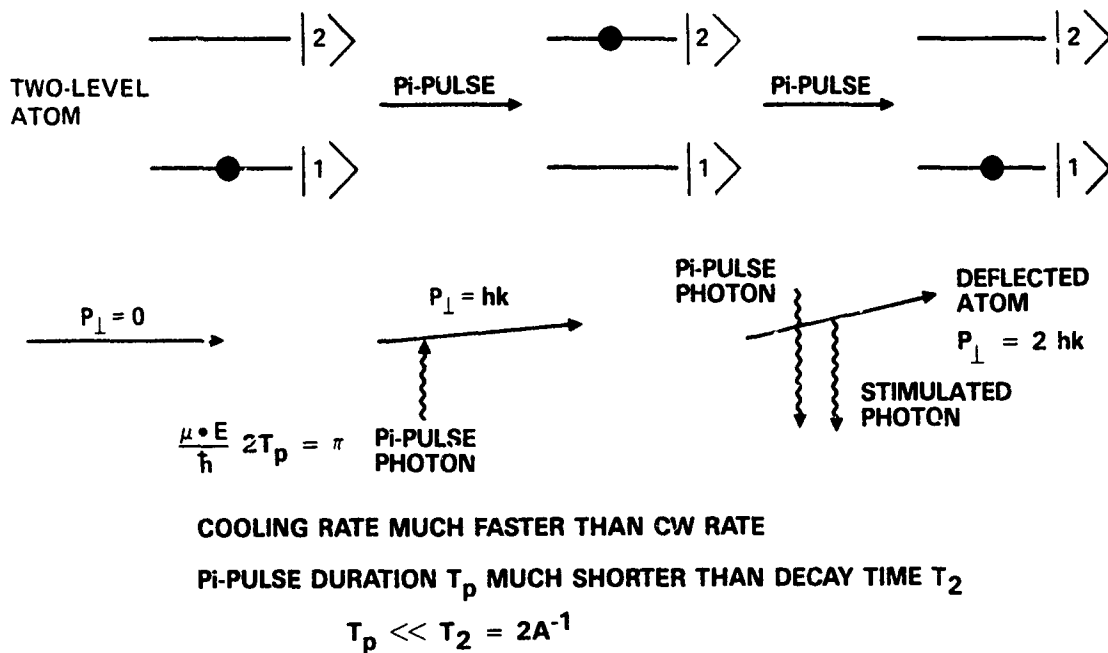 |2⟩ |2⟩ |2⟩
TWO-LEVEL
ATOM
Pi-PULSE Pi-PULSE
|1⟩ |1⟩ |1⟩
P⊥ = 0
P⊥ = hk
Pi-PULSE
PHOTON
DEFLECTED
ATOM
P⊥ = 2 hk
STIMULATED
PHOTON
μ • E / ħ 2Tp = π
Pi-PULSE
PHOTON
COOLING RATE MUCH FASTER THAN CW RATE
Pi-PULSE DURATION Tp MUCH SHORTER THAN DECAY TIME T2
Tp << T2 = 2A⁻¹